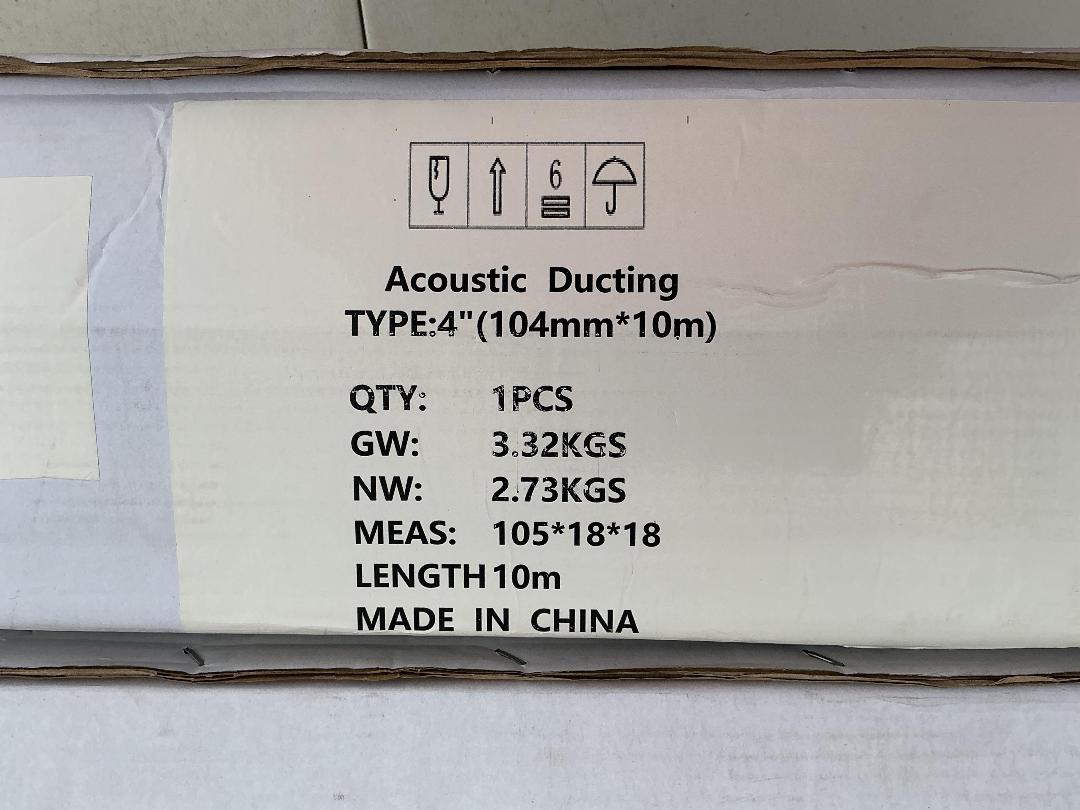 6
Acoustic Ducting
TYPE:4"(104mm*10m)
QTY: 1PCS
GW: 3.32KGS
NW: 2.73KGS
MEAS: 105*18*18
LENGTH 10m
MADE IN CHINA